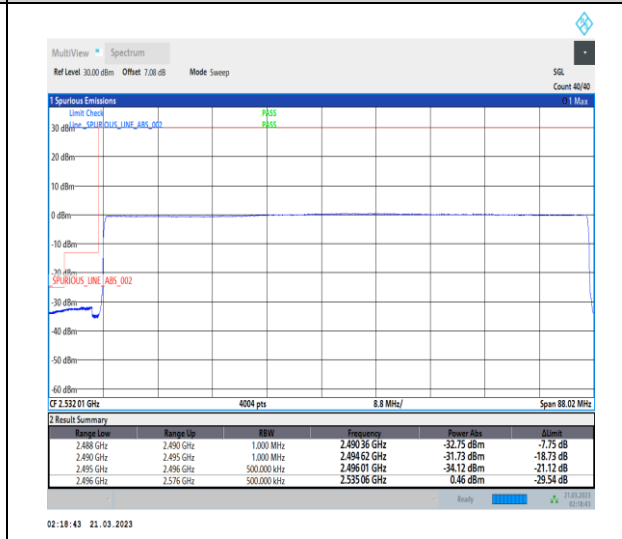 MultiView Spectrum
Ref Level 30.00 dBm Offset 7.08 dB Mode Sweep SGL
Count 40/40
1 Spurious Emissions 1 Max
Limit Check PASS
Line _SPURIOUS_LINE_ABS_002 PASS
30 dBm
20 dBm
10 dBm
0 dBm
-10 dBm
-20 dBm
_SPURIOUS_LINE_ABS_002
-30 dBm
-40 dBm
-50 dBm
-60 dBm
CF 2.532 01 GHz 4004 pts 8.8 MHz/ Span 88.02 MHz
2 Result Summary
Range Low Range Up RBW Frequency Power Abs ΔLimit
2.488 GHz 2.490 GHz 1.000 MHz 2.490 36 GHz -32.75 dBm -7.75 dB
2.490 GHz 2.495 GHz 1.000 MHz 2.494 62 GHz -31.73 dBm -18.73 dB
2.495 GHz 2.496 GHz 500.000 kHz 2.496 01 GHz -34.12 dBm -21.12 dB
2.496 GHz 2.576 GHz 500.000 kHz 2.535 06 GHz 0.46 dBm -29.54 dB
Ready 21.03.2023
02:18:43
02:18:43 21.03.2023